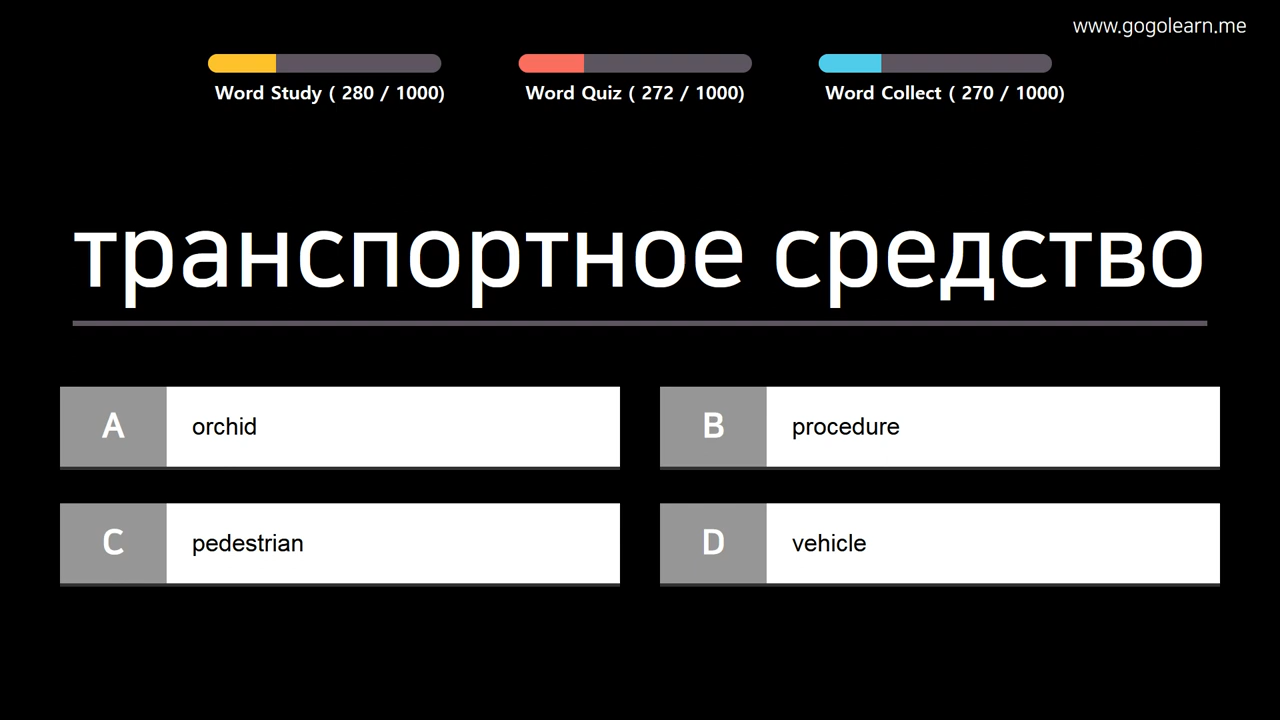 www.gogolearn.me
Word Study ( 280 / 1000)
Word Quiz ( 272 / 1000)
Word Collect ( 270 / 1000)
транспортное средство
A orchid
B procedure
C pedestrian
D vehicle